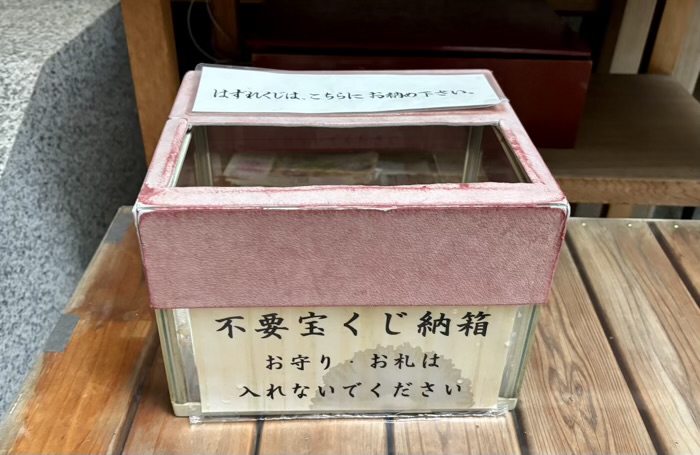 はずれくじは、こちらに お納め下さい。
不要宝くじ納箱
お守り・お札は
入れないでください